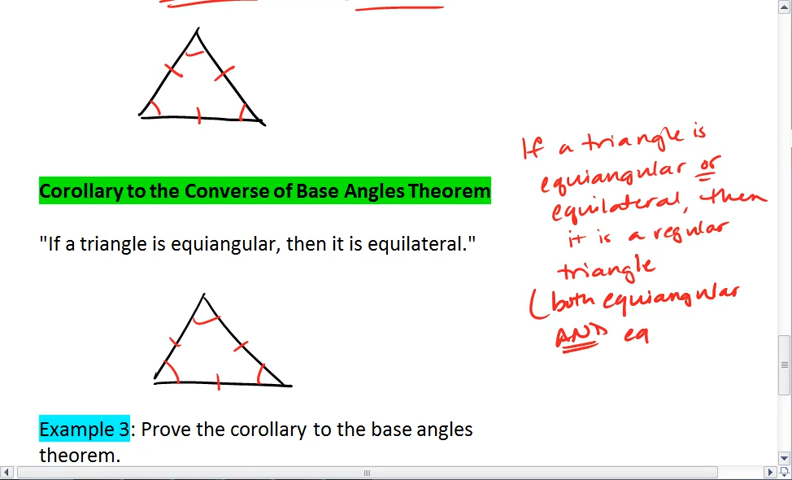 Corollary to the Converse of Base Angles Theorem
"If a triangle is equiangular, then it is equilateral."
If a triangle is
equiangular or
equilateral, then
it is a regular
triangle
(both equiangular
AND eq
Example 3: Prove the corollary to the base angles
theorem.